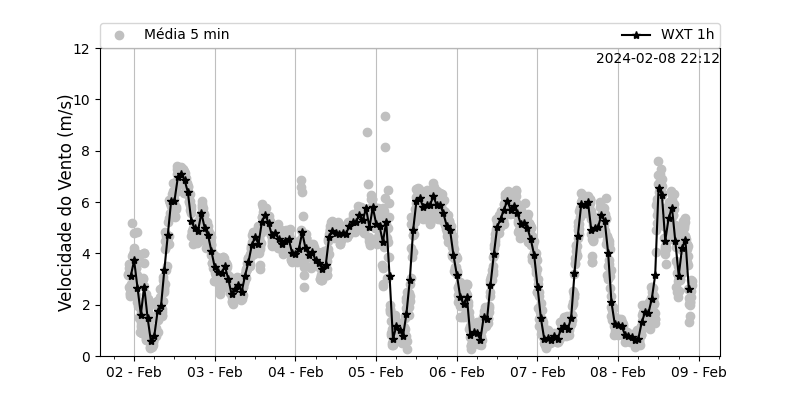 Média 5 min
WXT 1h
2024-02-08 22:12
Velocidade do Vento (m/s)
12
10
8
6
4
2
0
02 - Feb
03 - Feb
04 - Feb
05 - Feb
06 - Feb
07 - Feb
08 - Feb
09 - Feb